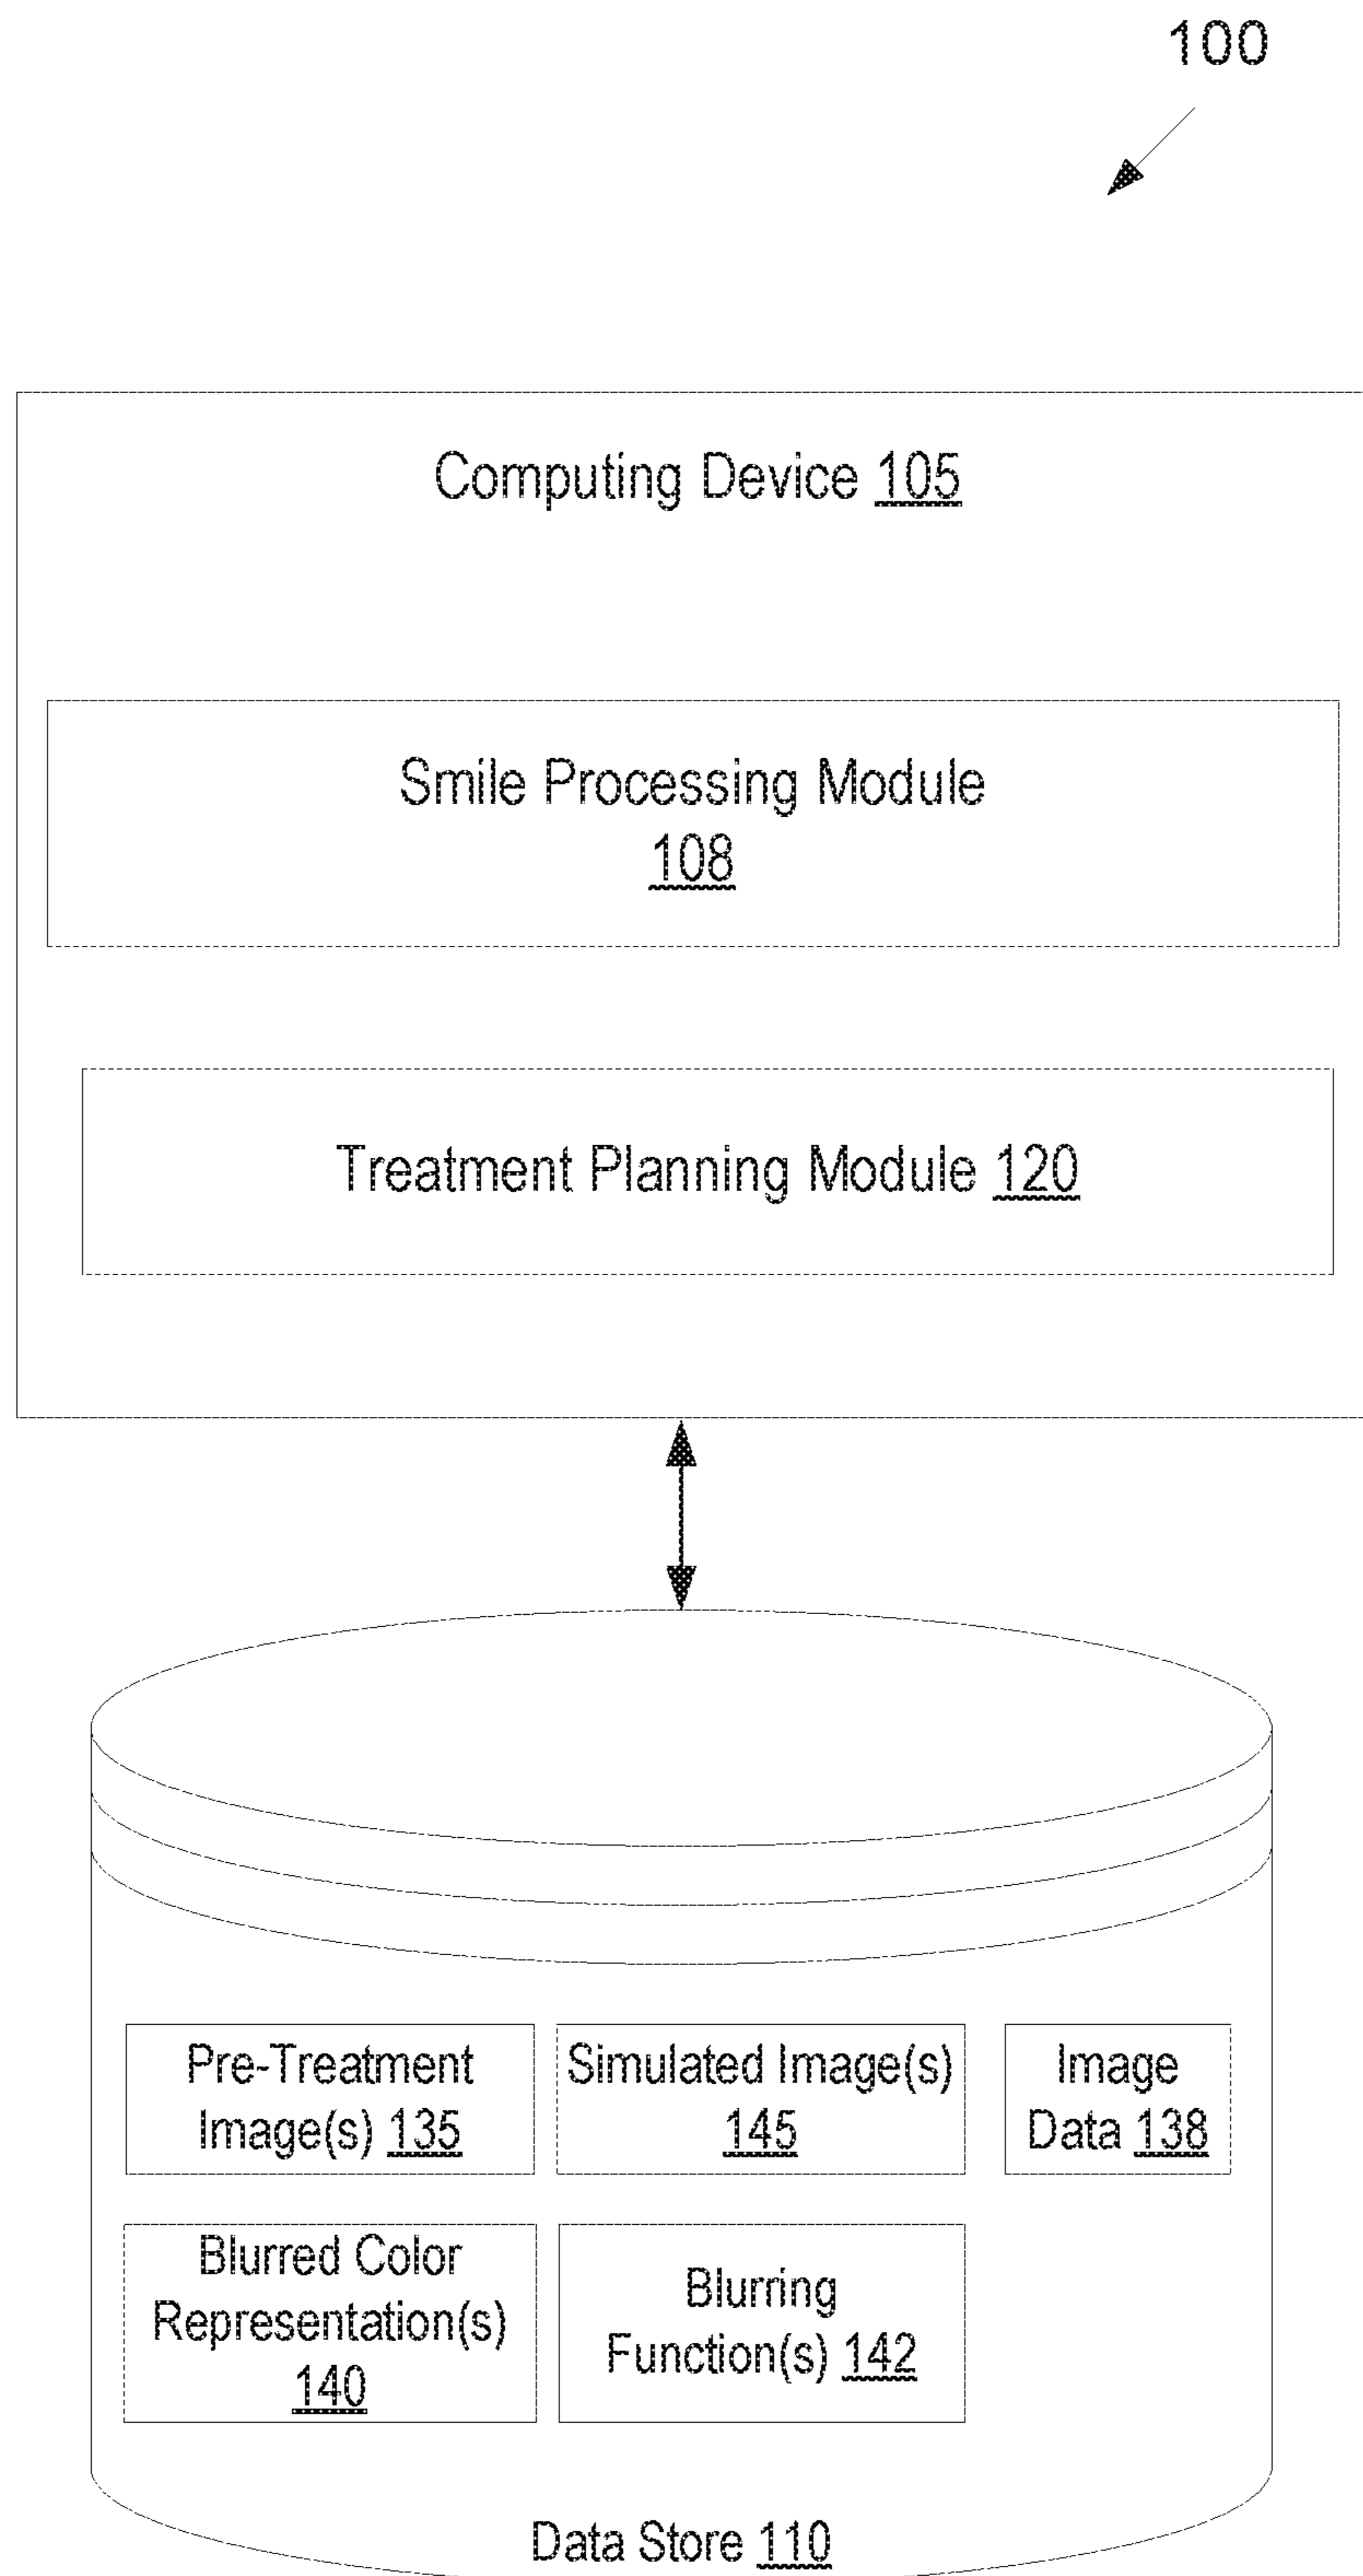 100
Computing Device 105
Smile Processing Module
108
Treatment Planning Module 120
Pre-Treatment
Image(s) 135
Simulated Image(s)
145
Image
Data 138
Blurred Color
Representation(s)
140
Blurring
Function(s) 142
Data Store 110